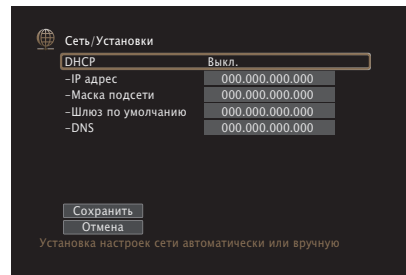 Сеть/Установки
DHCP Выкл.
–IP адрес 000.000.000.000
–Маска подсети 000.000.000.000
–Шлюз по умолчанию 000.000.000.000
–DNS 000.000.000.000
Сохранить
Отмена
Установка настроек сети автоматически или вручную